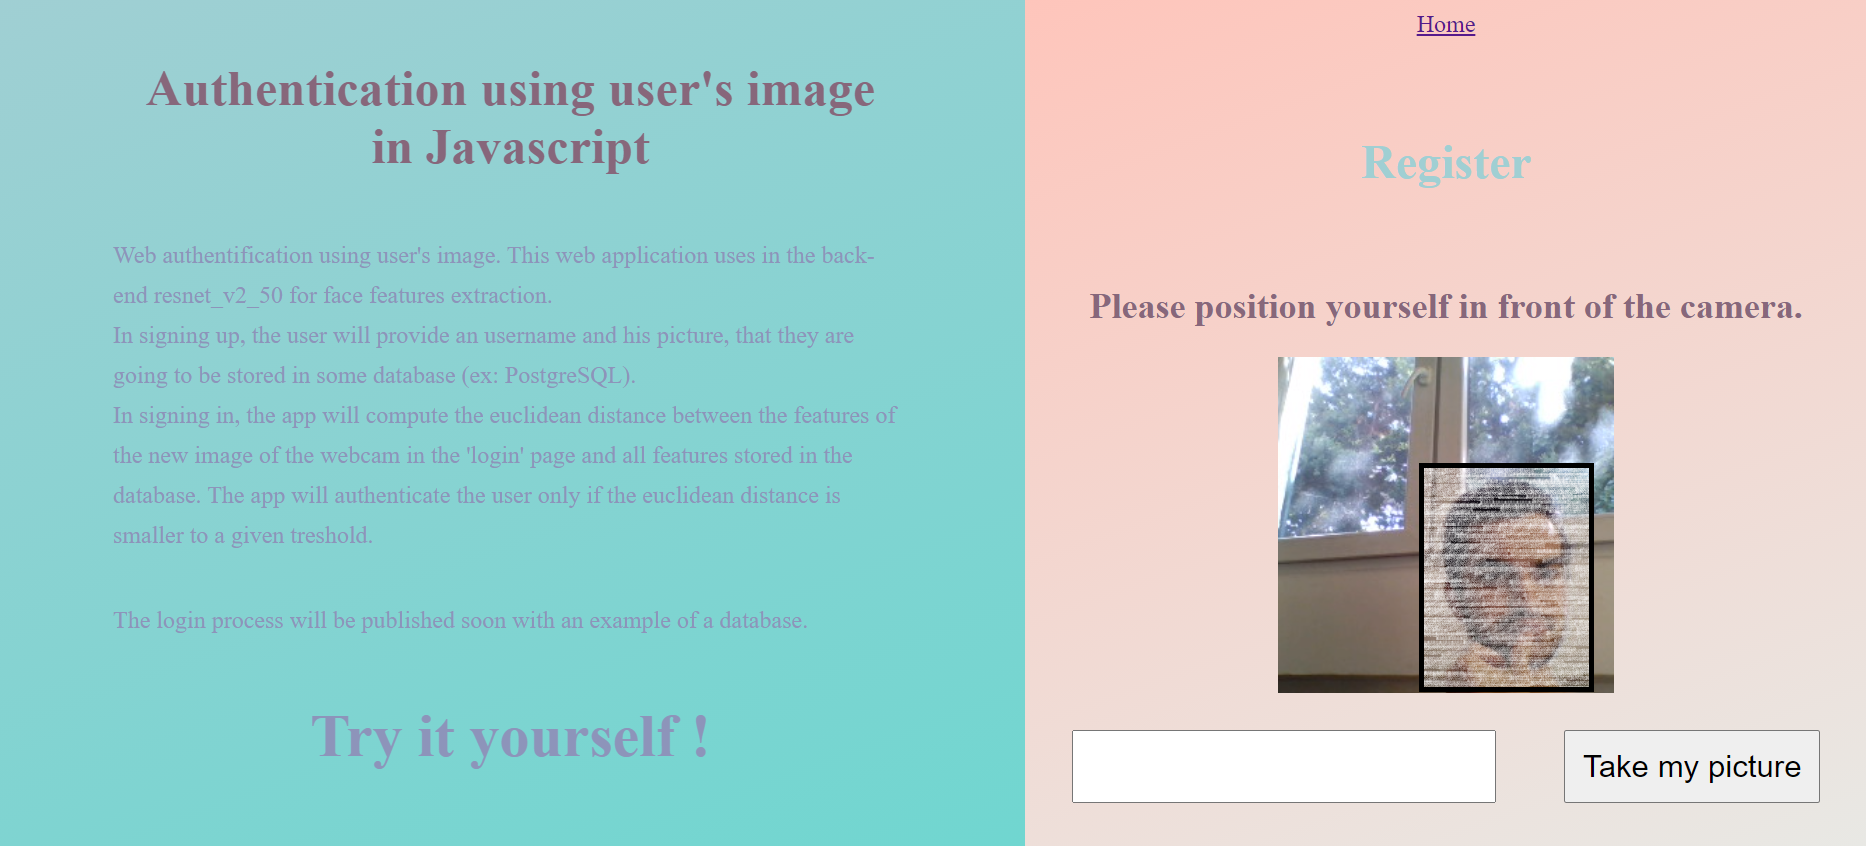 Authentication using user's image
in Javascript
Web authentification using user's image. This web application uses in the back-
end resnet_v2_50 for face features extraction.
In signing up, the user will provide an username and his picture, that they are
going to be stored in some database (ex: PostgreSQL).
In signing in, the app will compute the euclidean distance between the features of
the new image of the webcam in the 'login' page and all features stored in the
database. The app will authenticate the user only if the euclidean distance is
smaller to a given treshold.
The login process will be published soon with an example of a database.
Try it yourself !
Home
Register
Please position yourself in front of the camera.
Take my picture